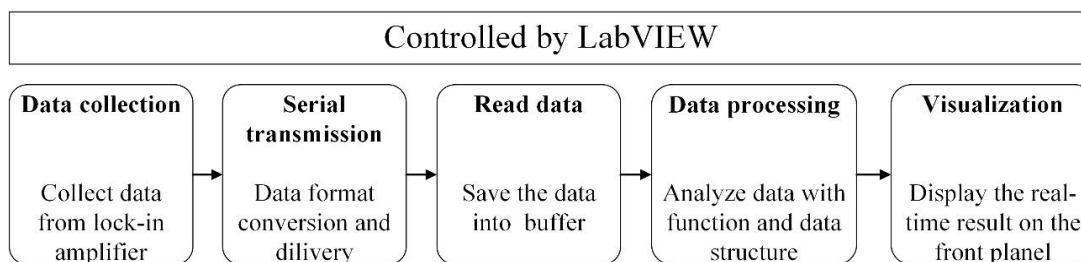 Controlled by LabVIEW
Data collection
Collect data
from lock-in
amplifier
Serial
transmission
Data format
conversion and
dilivery
Read data
Save the data
into buffer
Data processing
Analyze data with
function and data
structure
Visualization
Display the real-
time result on the
front planel